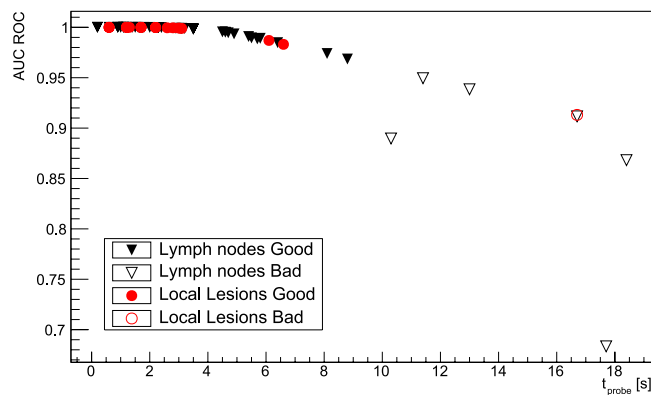 AUC ROC
1
0.95
0.9
0.85
0.8
0.75
0.7
Lymph nodes Good
Lymph nodes Bad
Local Lesions Good
Local Lesions Bad
0 2 4 6 8 10 12 14 16 18
t_probe [s]